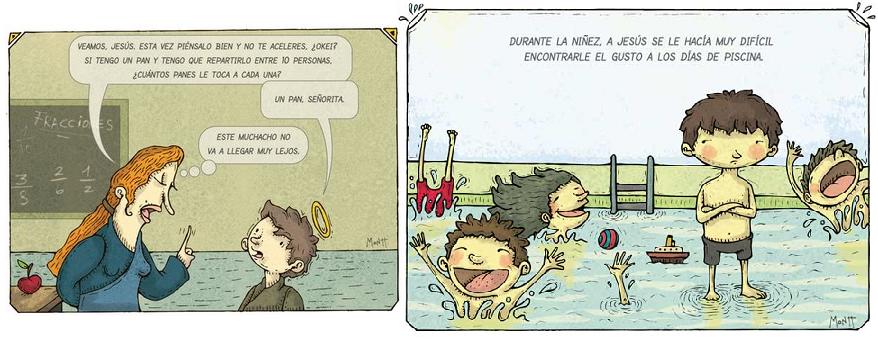 VEAMOS, JESÚS. ESTA VEZ PIÉNSALO BIEN Y NO TE ACELERES, ¿OKEI?
SI TENGO UN PAN Y TENGO QUE REPARTIRLO ENTRE 10 PERSONAS,
¿CUÁNTOS PANES LE TOCA A CADA UNA?
UN PAN, SEÑORITA.
ESTE MUCHACHO NO
VA A LLEGAR MUY LEJOS.
FRACCIONES
3 2 1
5 6 2
MONTT
DURANTE LA NIÑEZ, A JESÚS SE LE HACÍA MUY DIFÍCIL
ENCONTRARLE EL GUSTO A LOS DÍAS DE PISCINA.
MONTT